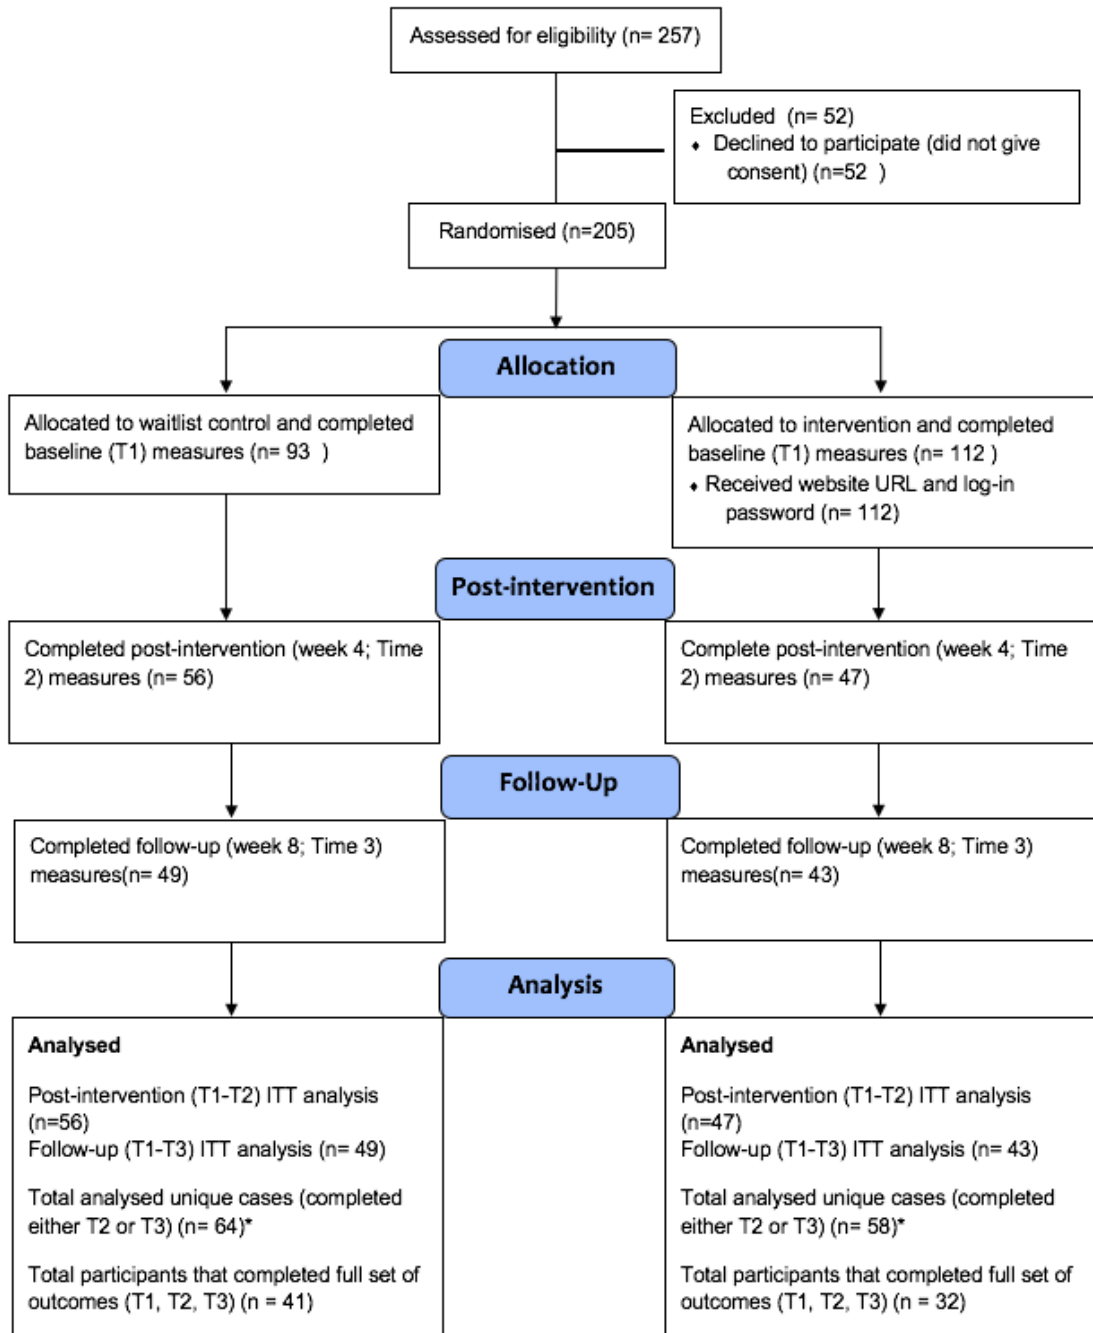 Assessed for eligibility (n= 257)
Excluded  (n= 52)
♦ Declined to participate (did not give
consent) (n=52  )
Randomised (n=205)
Allocation
Allocated to waitlist control and completed
baseline (T1) measures (n= 93  )
Allocated to intervention and completed
baseline (T1) measures (n= 112 )
♦ Received website URL and log-in
password (n= 112)
Post-intervention
Completed post-intervention (week 4; Time
2) measures (n= 56)
Complete post-intervention (week 4; Time
2) measures (n= 47)
Follow-Up
Completed follow-up (week 8; Time 3)
measures(n= 49)
Completed follow-up (week 8; Time 3)
measures(n= 43)
Analysis
Analysed
Post-intervention (T1-T2) ITT analysis
(n=56)
Follow-up (T1-T3) ITT analysis (n= 49)
Total analysed unique cases (completed
either T2 or T3) (n= 64)*
Total participants that completed full set of
outcomes (T1, T2, T3) (n = 41)
Analysed
Post-intervention (T1-T2) ITT analysis
(n=47)
Follow-up (T1-T3) ITT analysis (n= 43)
Total analysed unique cases (completed
either T2 or T3) (n= 58)*
Total participants that completed full set of
outcomes (T1, T2, T3) (n = 32)